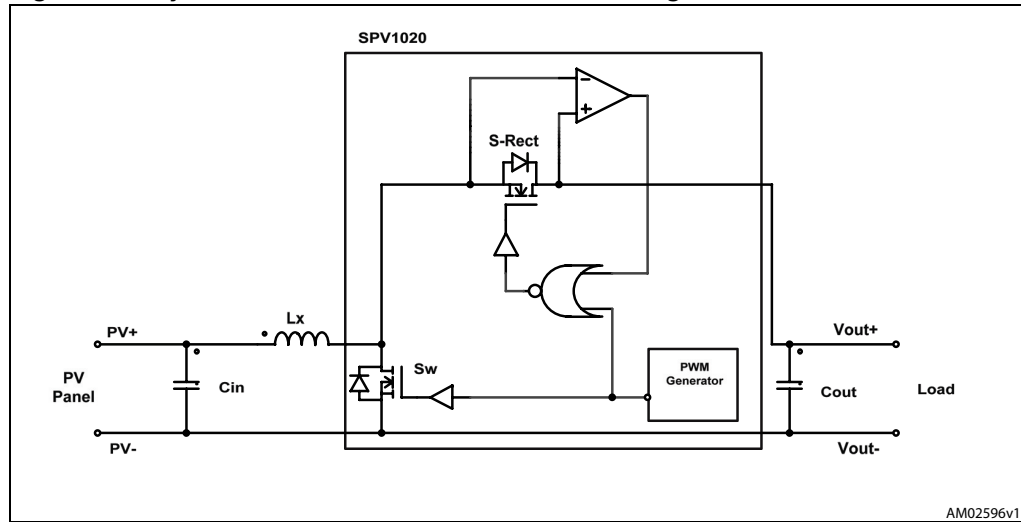 SPV1020
−
+
S-Rect
Lx
PV+
Vout+
Sw
PWM
Generator
PV
Panel
Cin
Cout
Load
PV-
Vout-
AM02596v1